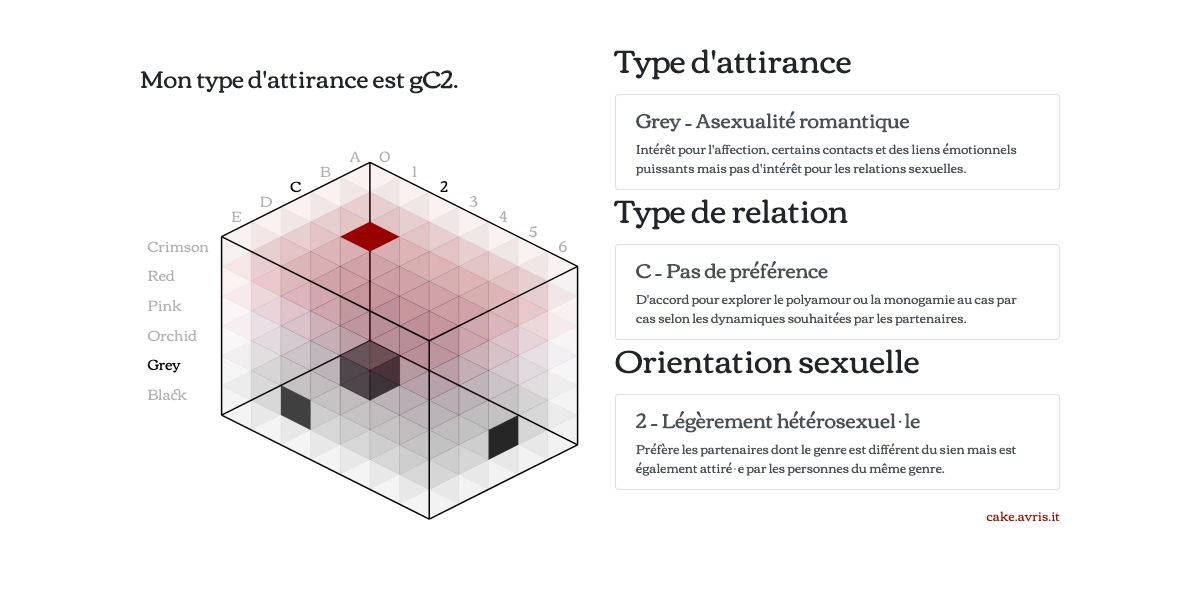 Mon type d'attirance est gC2.
A O
B 1
C 2
D 3
E 4
5
6
Crimson
Red
Pink
Orchid
Grey
Black
Type d'attirance
Grey - Asexualité romantique
Intérêt pour l'affection, certains contacts et des liens émotionnels
puissants mais pas d'intérêt pour les relations sexuelles.
Type de relation
C - Pas de préférence
D'accord pour explorer le polyamour ou la monogamie au cas par
cas selon les dynamiques souhaitées par les partenaires.
Orientation sexuelle
2 - Légèrement hétérosexuel·le
Préfère les partenaires dont le genre est différent du sien mais est
également attiré·e par les personnes du même genre.
cake.avris.it